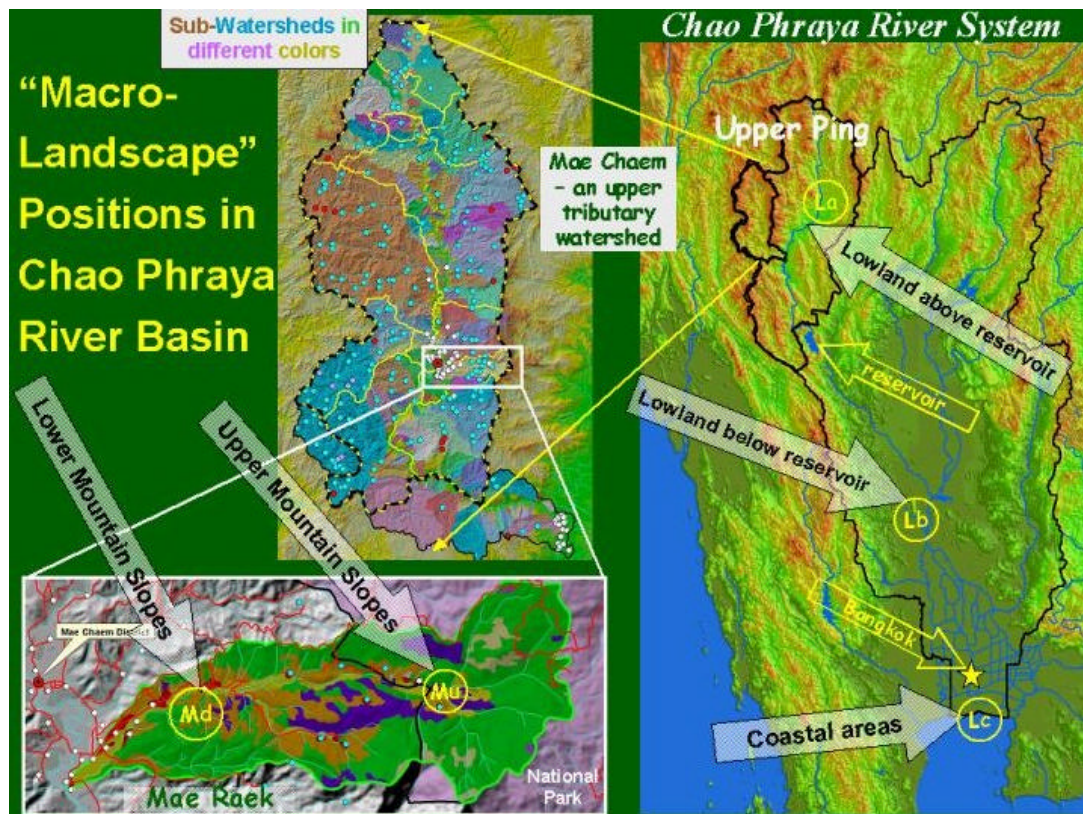 Sub-Watersheds in
different colors
“Macro-
Landscape”
Positions in
Chao Phraya
River Basin
Chao Phraya River System
Upper Ping
La
Mae Chaem
– an upper
tributary
watershed
Lowland above reservoir
reservoir
Lowland below reservoir
Lb
Bangkok
Coastal areas
Lc
Lower Mountain Slopes
Upper Mountain Slopes
Mae Chaem District
Md
Mu
Mae Raek
National
Park